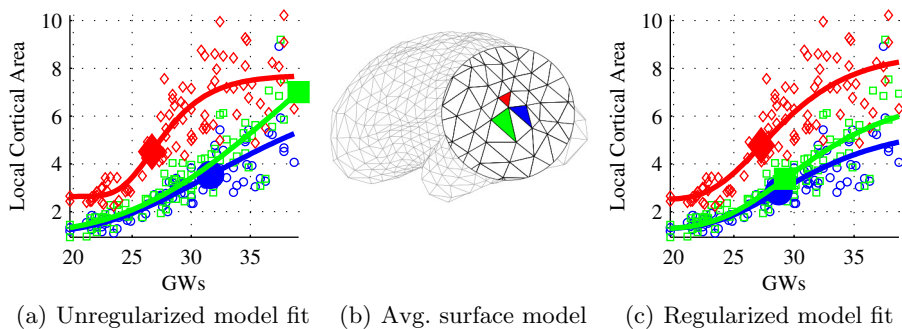 10
8
6
4
2
Local Cortical Area
20 25 30 35
GWs
(a) Unregularized model fit
(b) Avg. surface model
10
8
6
4
2
Local Cortical Area
20 25 30 35
GWs
(c) Regularized model fit